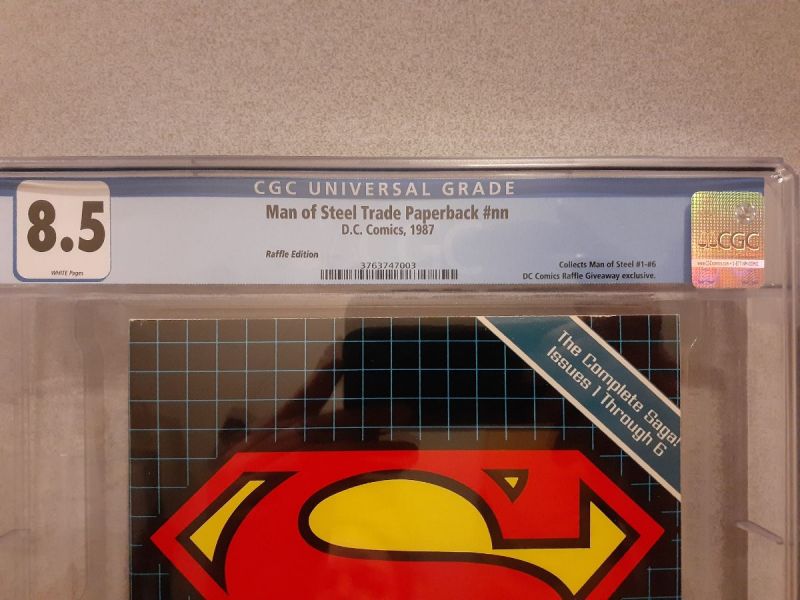 CGC UNIVERSAL GRADE
8.5
WHITE Pages
Man of Steel Trade Paperback #nn
D.C. Comics, 1987
Raffle Edition
3763747003
Collects Man of Steel #1-#6
DC Comics Raffle Giveaway exclusive.
CGC
The Complete Saga!
Issues 1 Through 6